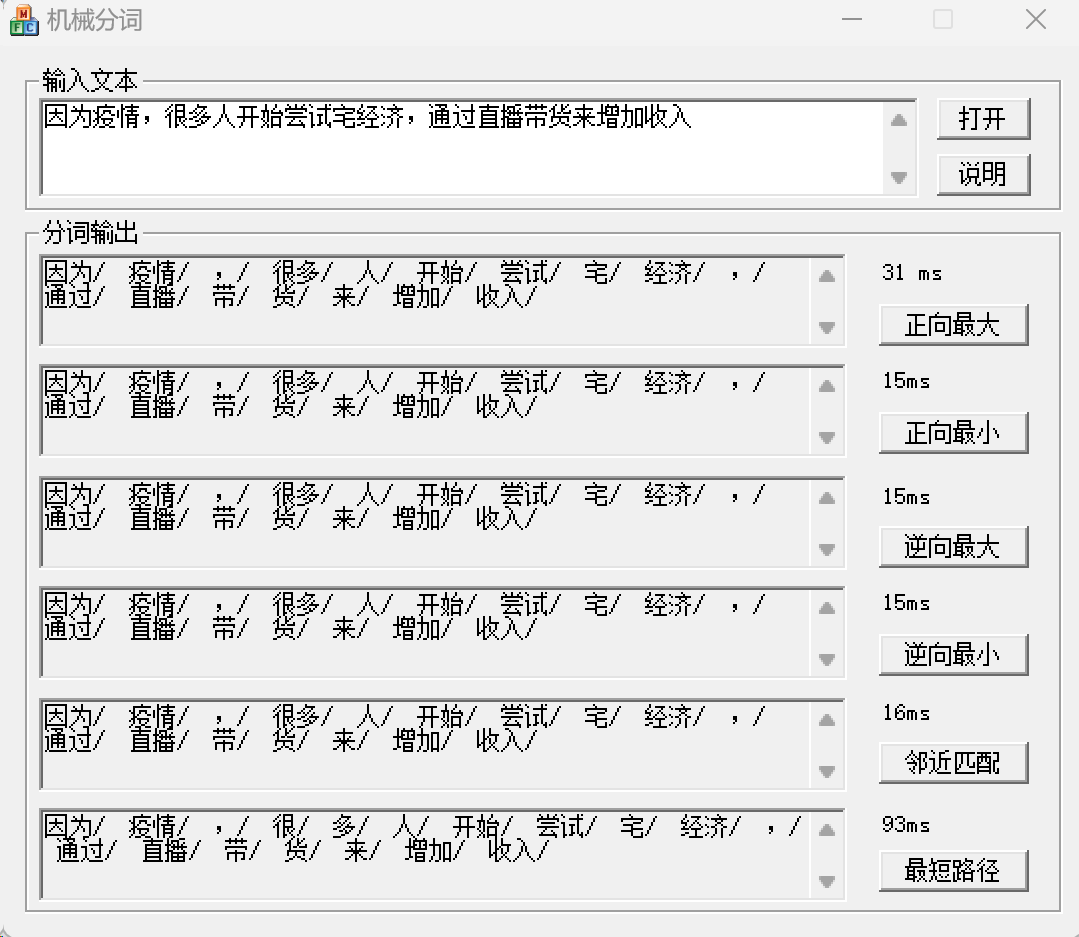 机械分词
输入文本
因为疫情，很多人开始尝试宅经济，通过直播带货来增加收入
打开
说明
分词输出
因为/ 疫情/ ，/ 很多/ 人/ 开始/ 尝试/ 宅/ 经济/ ，/
通过/ 直播/ 带/ 货/ 来/ 增加/ 收入/
31 ms
正向最大
因为/ 疫情/ ，/ 很多/ 人/ 开始/ 尝试/ 宅/ 经济/ ，/
通过/ 直播/ 带/ 货/ 来/ 增加/ 收入/
15ms
正向最小
因为/ 疫情/ ，/ 很多/ 人/ 开始/ 尝试/ 宅/ 经济/ ，/
通过/ 直播/ 带/ 货/ 来/ 增加/ 收入/
15ms
逆向最大
因为/ 疫情/ ，/ 很多/ 人/ 开始/ 尝试/ 宅/ 经济/ ，/
通过/ 直播/ 带/ 货/ 来/ 增加/ 收入/
15ms
逆向最小
因为/ 疫情/ ，/ 很多/ 人/ 开始/ 尝试/ 宅/ 经济/ ，/
通过/ 直播/ 带/ 货/ 来/ 增加/ 收入/
16ms
邻近匹配
因为/ 疫情/ ，/ 很/ 多/ 人/ 开始/ 尝试/ 宅/ 经济/ ，/
通过/ 直播/ 带/ 货/ 来/ 增加/ 收入/
93ms
最短路径